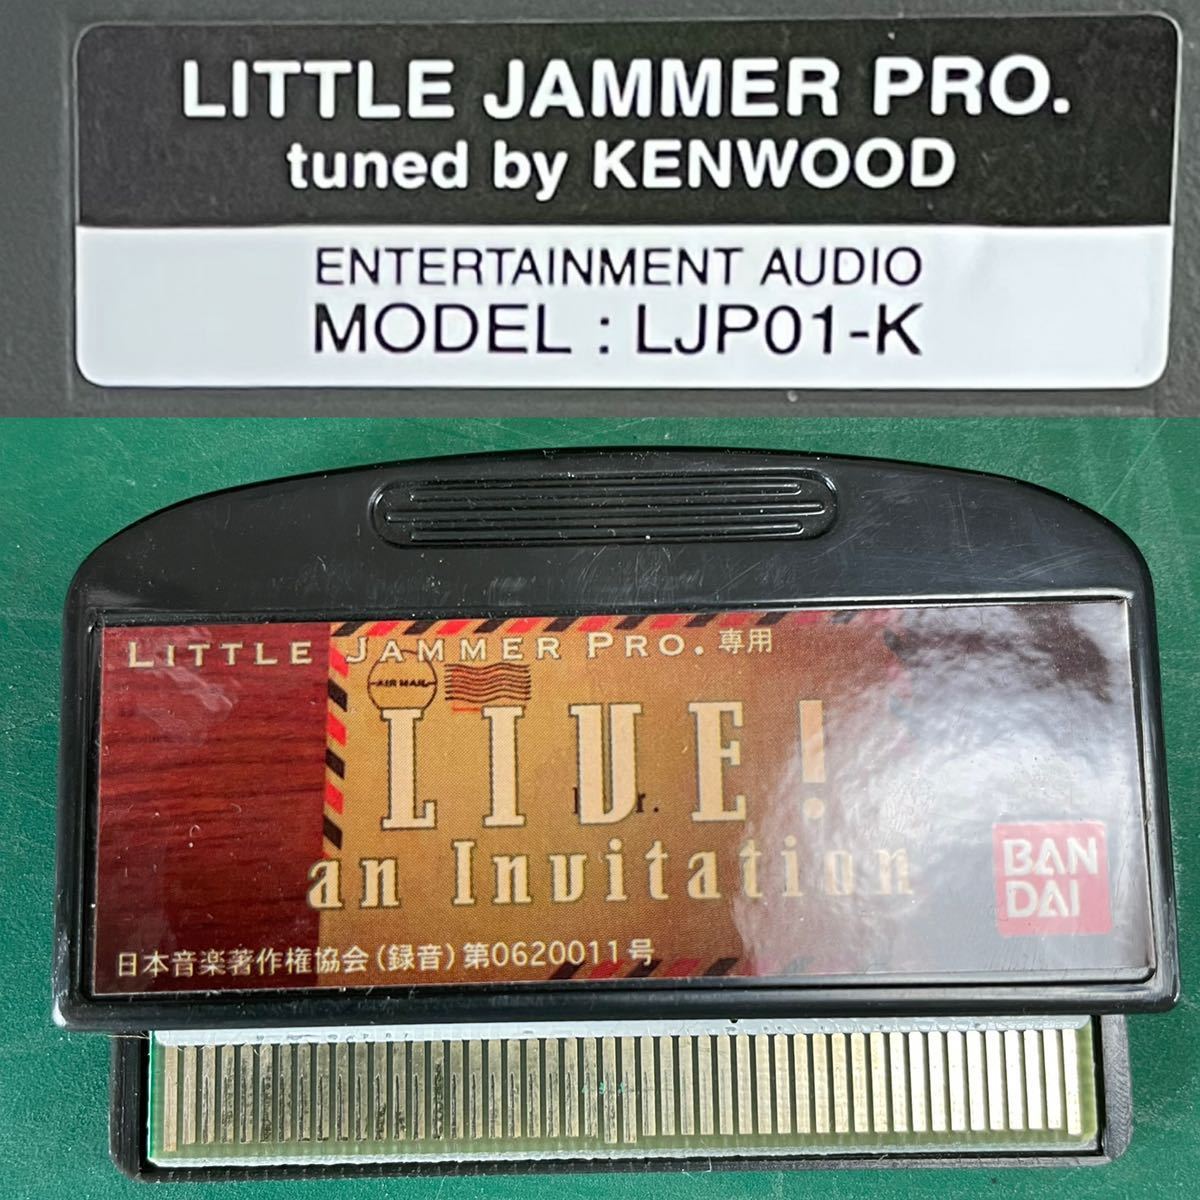 LITTLE JAMMER PRO.
tuned by KENWOOD
ENTERTAINMENT AUDIO
MODEL : LJP01-K
LITTLE JAMMER PRO. 専用
AIR MAIL
LIVE!
an Invitation
BAN
DAI
日本音楽著作権協会(録音)第0620011号